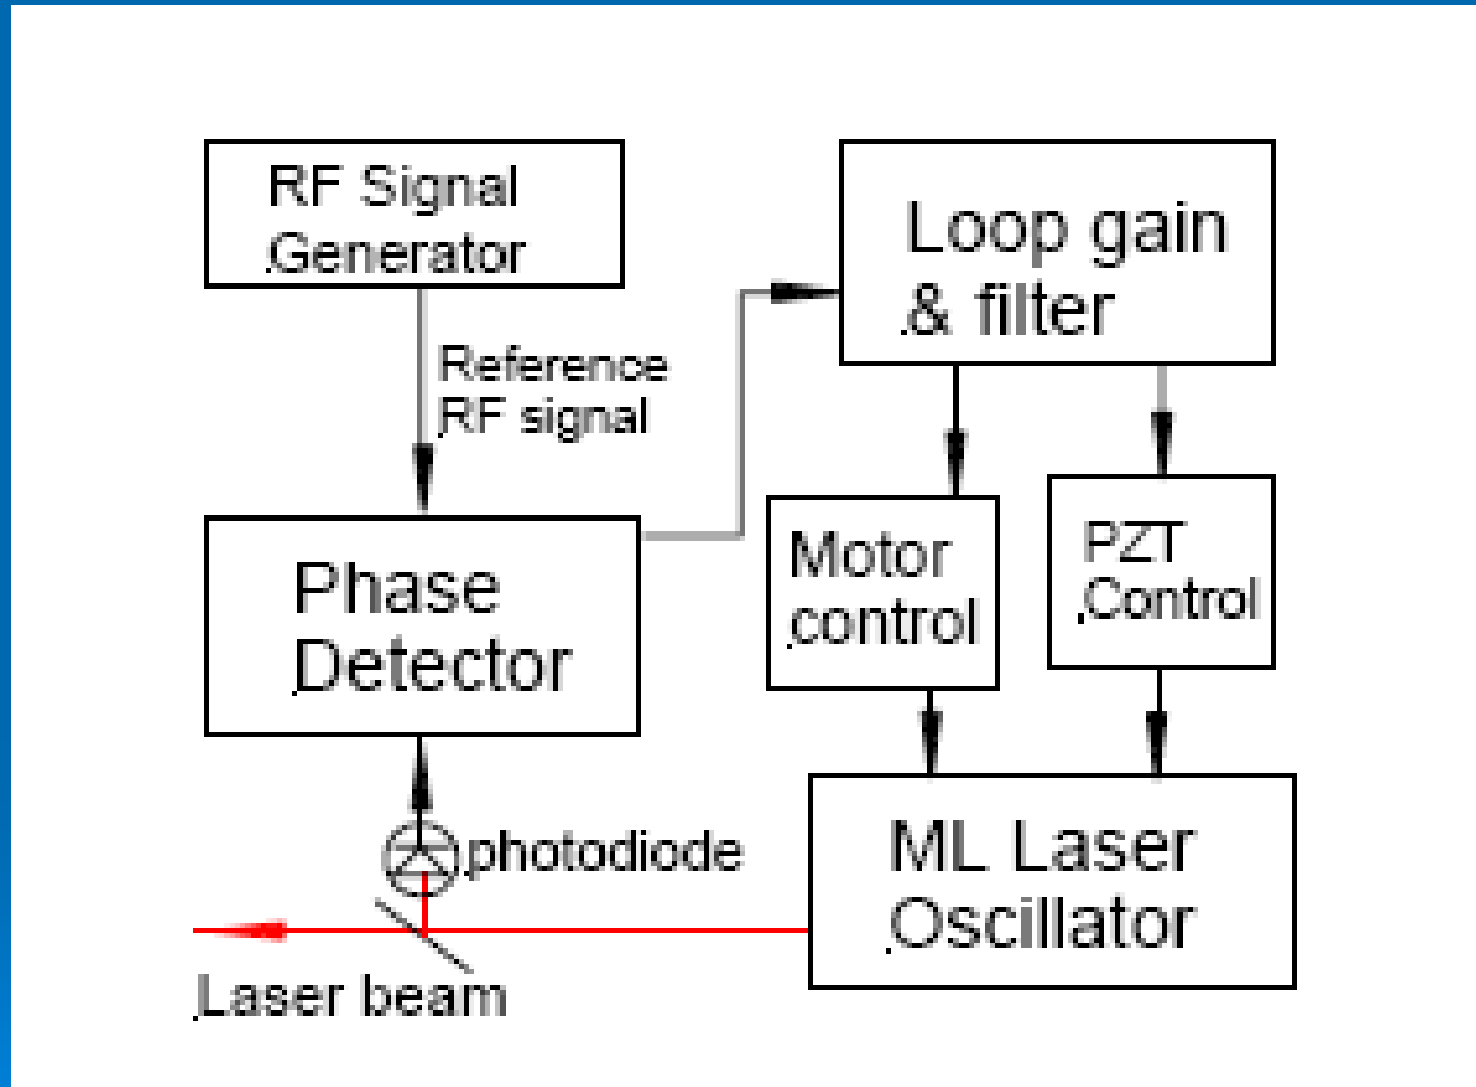 RF Signal
Generator
Loop gain
& filter
Reference
RF signal
Phase
Detector
Motor
control
PZT
Control
photodiode
ML Laser
Oscillator
Laser beam